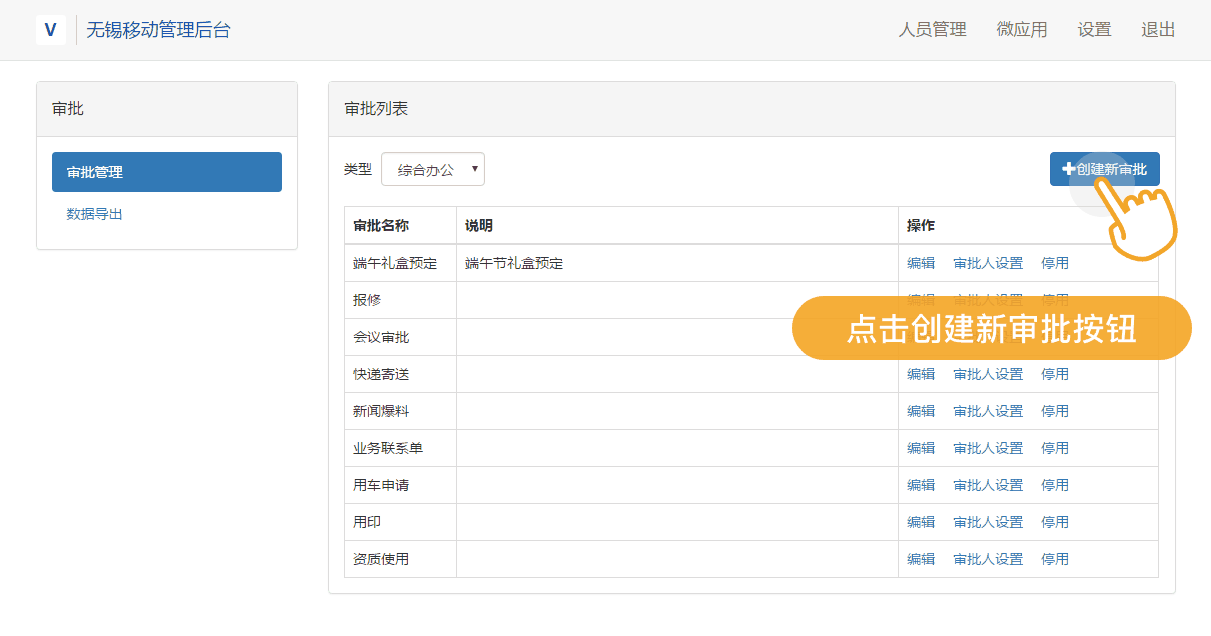 V 无锡移动管理后台 人员管理 微应用 设置 退出
审批
审批管理
数据导出
审批列表
类型 综合办公 创建新审批
审批名称 说明 操作
端午礼盒预定 端午节礼盒预定 编辑 审批人设置 停用
报修 编辑 审批人设置 停用
点击创建新审批按钮
会议审批
快递寄送 编辑 审批人设置 停用
新闻爆料 编辑 审批人设置 停用
业务联系单 编辑 审批人设置 停用
用车申请 编辑 审批人设置 停用
用印 编辑 审批人设置 停用
资质使用 编辑 审批人设置 停用